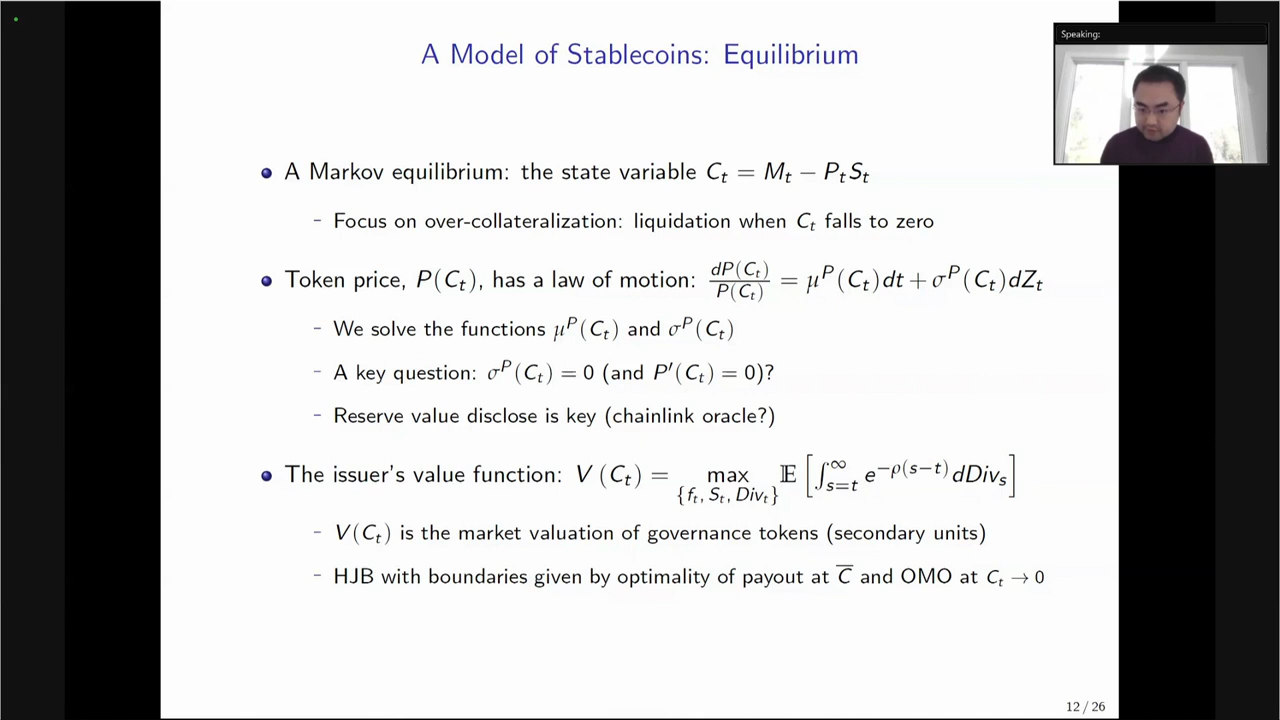 A Model of Stablecoins: Equilibrium
Speaking:
A Markov equilibrium: the state variable C_t = M_t − P_t S_t
– Focus on over-collateralization: liquidation when C_t falls to zero
Token price, P(C_t), has a law of motion: dP(C_t)/P(C_t) = μ^P(C_t)dt + σ^P(C_t)dZ_t
– We solve the functions μ^P(C_t) and σ^P(C_t)
– A key question: σ^P(C_t) = 0 (and P′(C_t) = 0)?
– Reserve value disclose is key (chainlink oracle?)
The issuer's value function: V(C_t) = max_{f_t, S_t, Div_t} 𝔼[∫_{s=t}^∞ e^{−ρ(s−t)} dDiv_s]
– V(C_t) is the market valuation of governance tokens (secondary units)
– HJB with boundaries given by optimality of payout at C̅ and OMO at C_t → 0
12 / 26